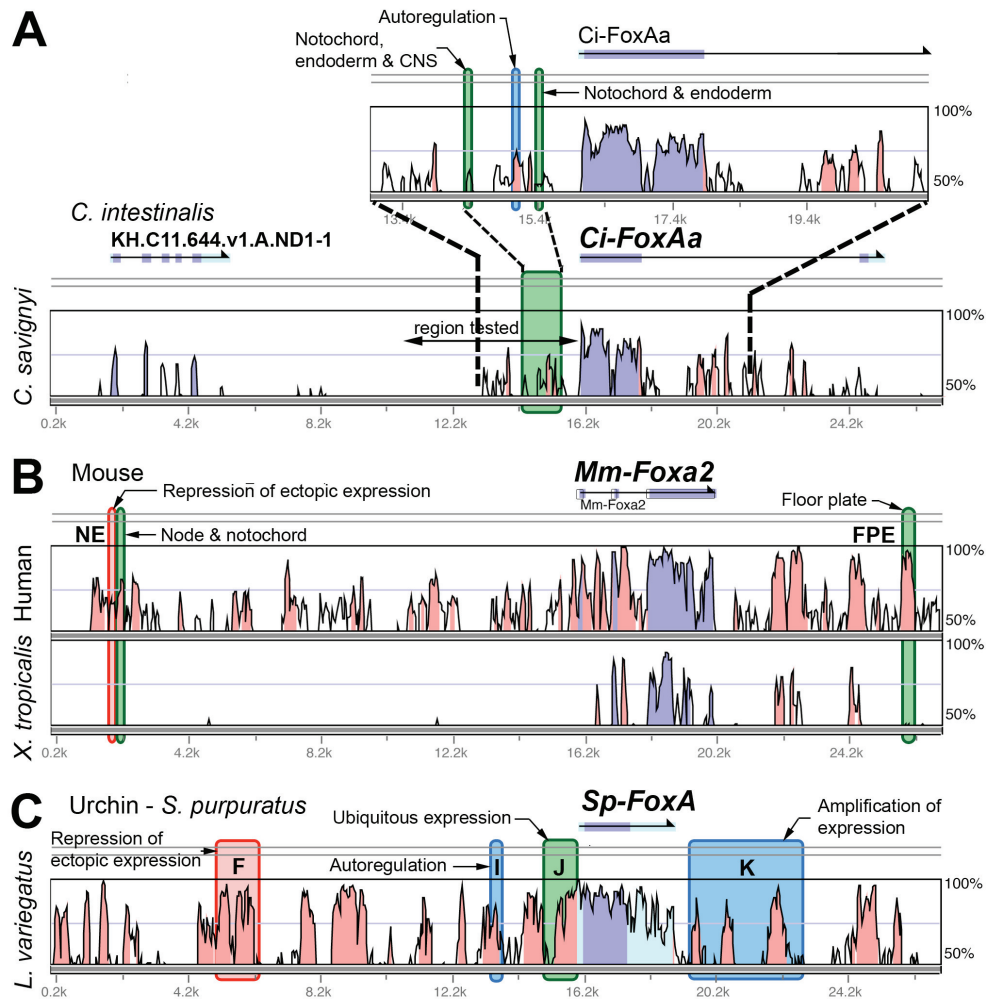 A
Autoregulation
Notochord,
endoderm & CNS
Ci-FoxAa
Notochord & endoderm
100%
50%
15.4k 17.4k 19.4k
C. intestinalis
KH.C11.644.v1.A.ND1-1
Ci-FoxAa
C. savignyi
region tested
100%
50%
0.2k 4.2k 8.2k 12.2k 16.2k 20.2k 24.2k
B
Mouse
Mm-Foxa2
Mm-Foxa2
Repression of ectopic expression
Floor plate
NE
Node & notochord
FPE
Human
100%
50%
X. tropicalis
100%
50%
0.2k 4.2k 8.2k 12.2k 16.2k 20.2k 24.2k
C
Urchin - S. purpuratus
Sp-FoxA
Ubiquitous expression
Amplification of
expression
Repression of
ectopic expression
Autoregulation
F
I
J
K
L. variegatus
100%
50%
0.2k 4.2k 8.2k 12.2k 16.2k 20.2k 24.2k